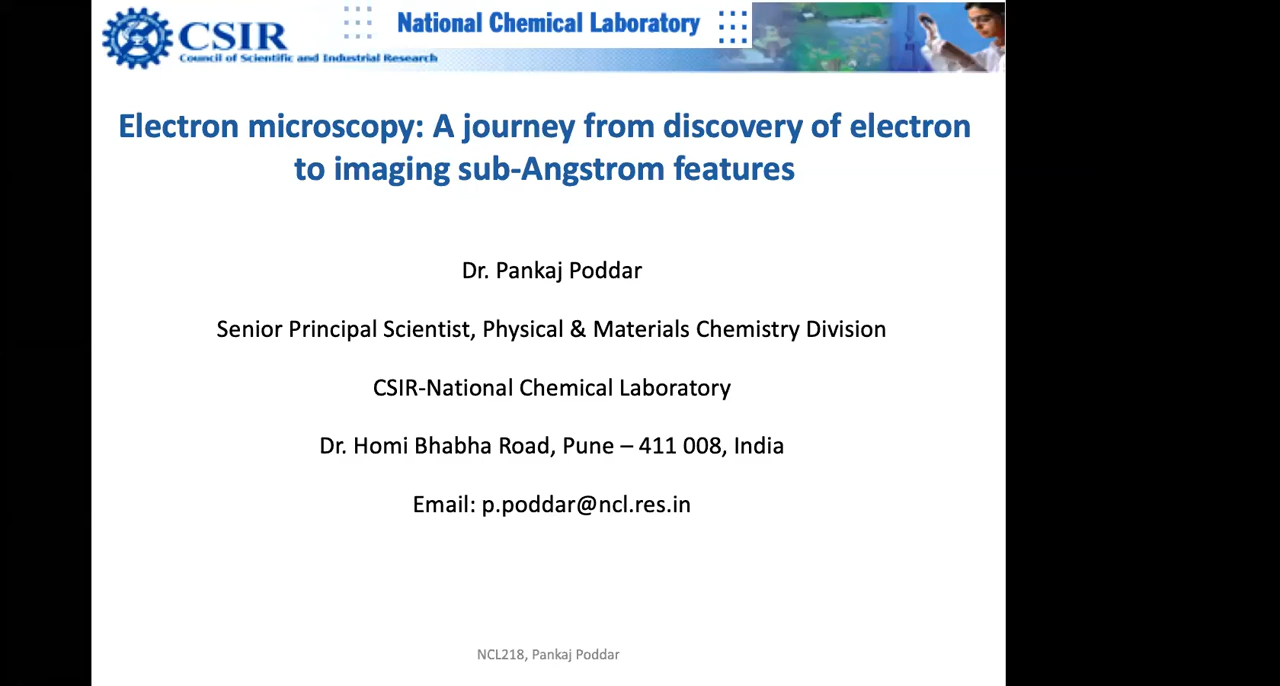 CSIR
Council of Scientific and Industrial Research
National Chemical Laboratory
Electron microscopy: A journey from discovery of electron
to imaging sub-Angstrom features
Dr. Pankaj Poddar
Senior Principal Scientist, Physical & Materials Chemistry Division
CSIR-National Chemical Laboratory
Dr. Homi Bhabha Road, Pune – 411 008, India
Email: p.poddar@ncl.res.in
NCL218, Pankaj Poddar